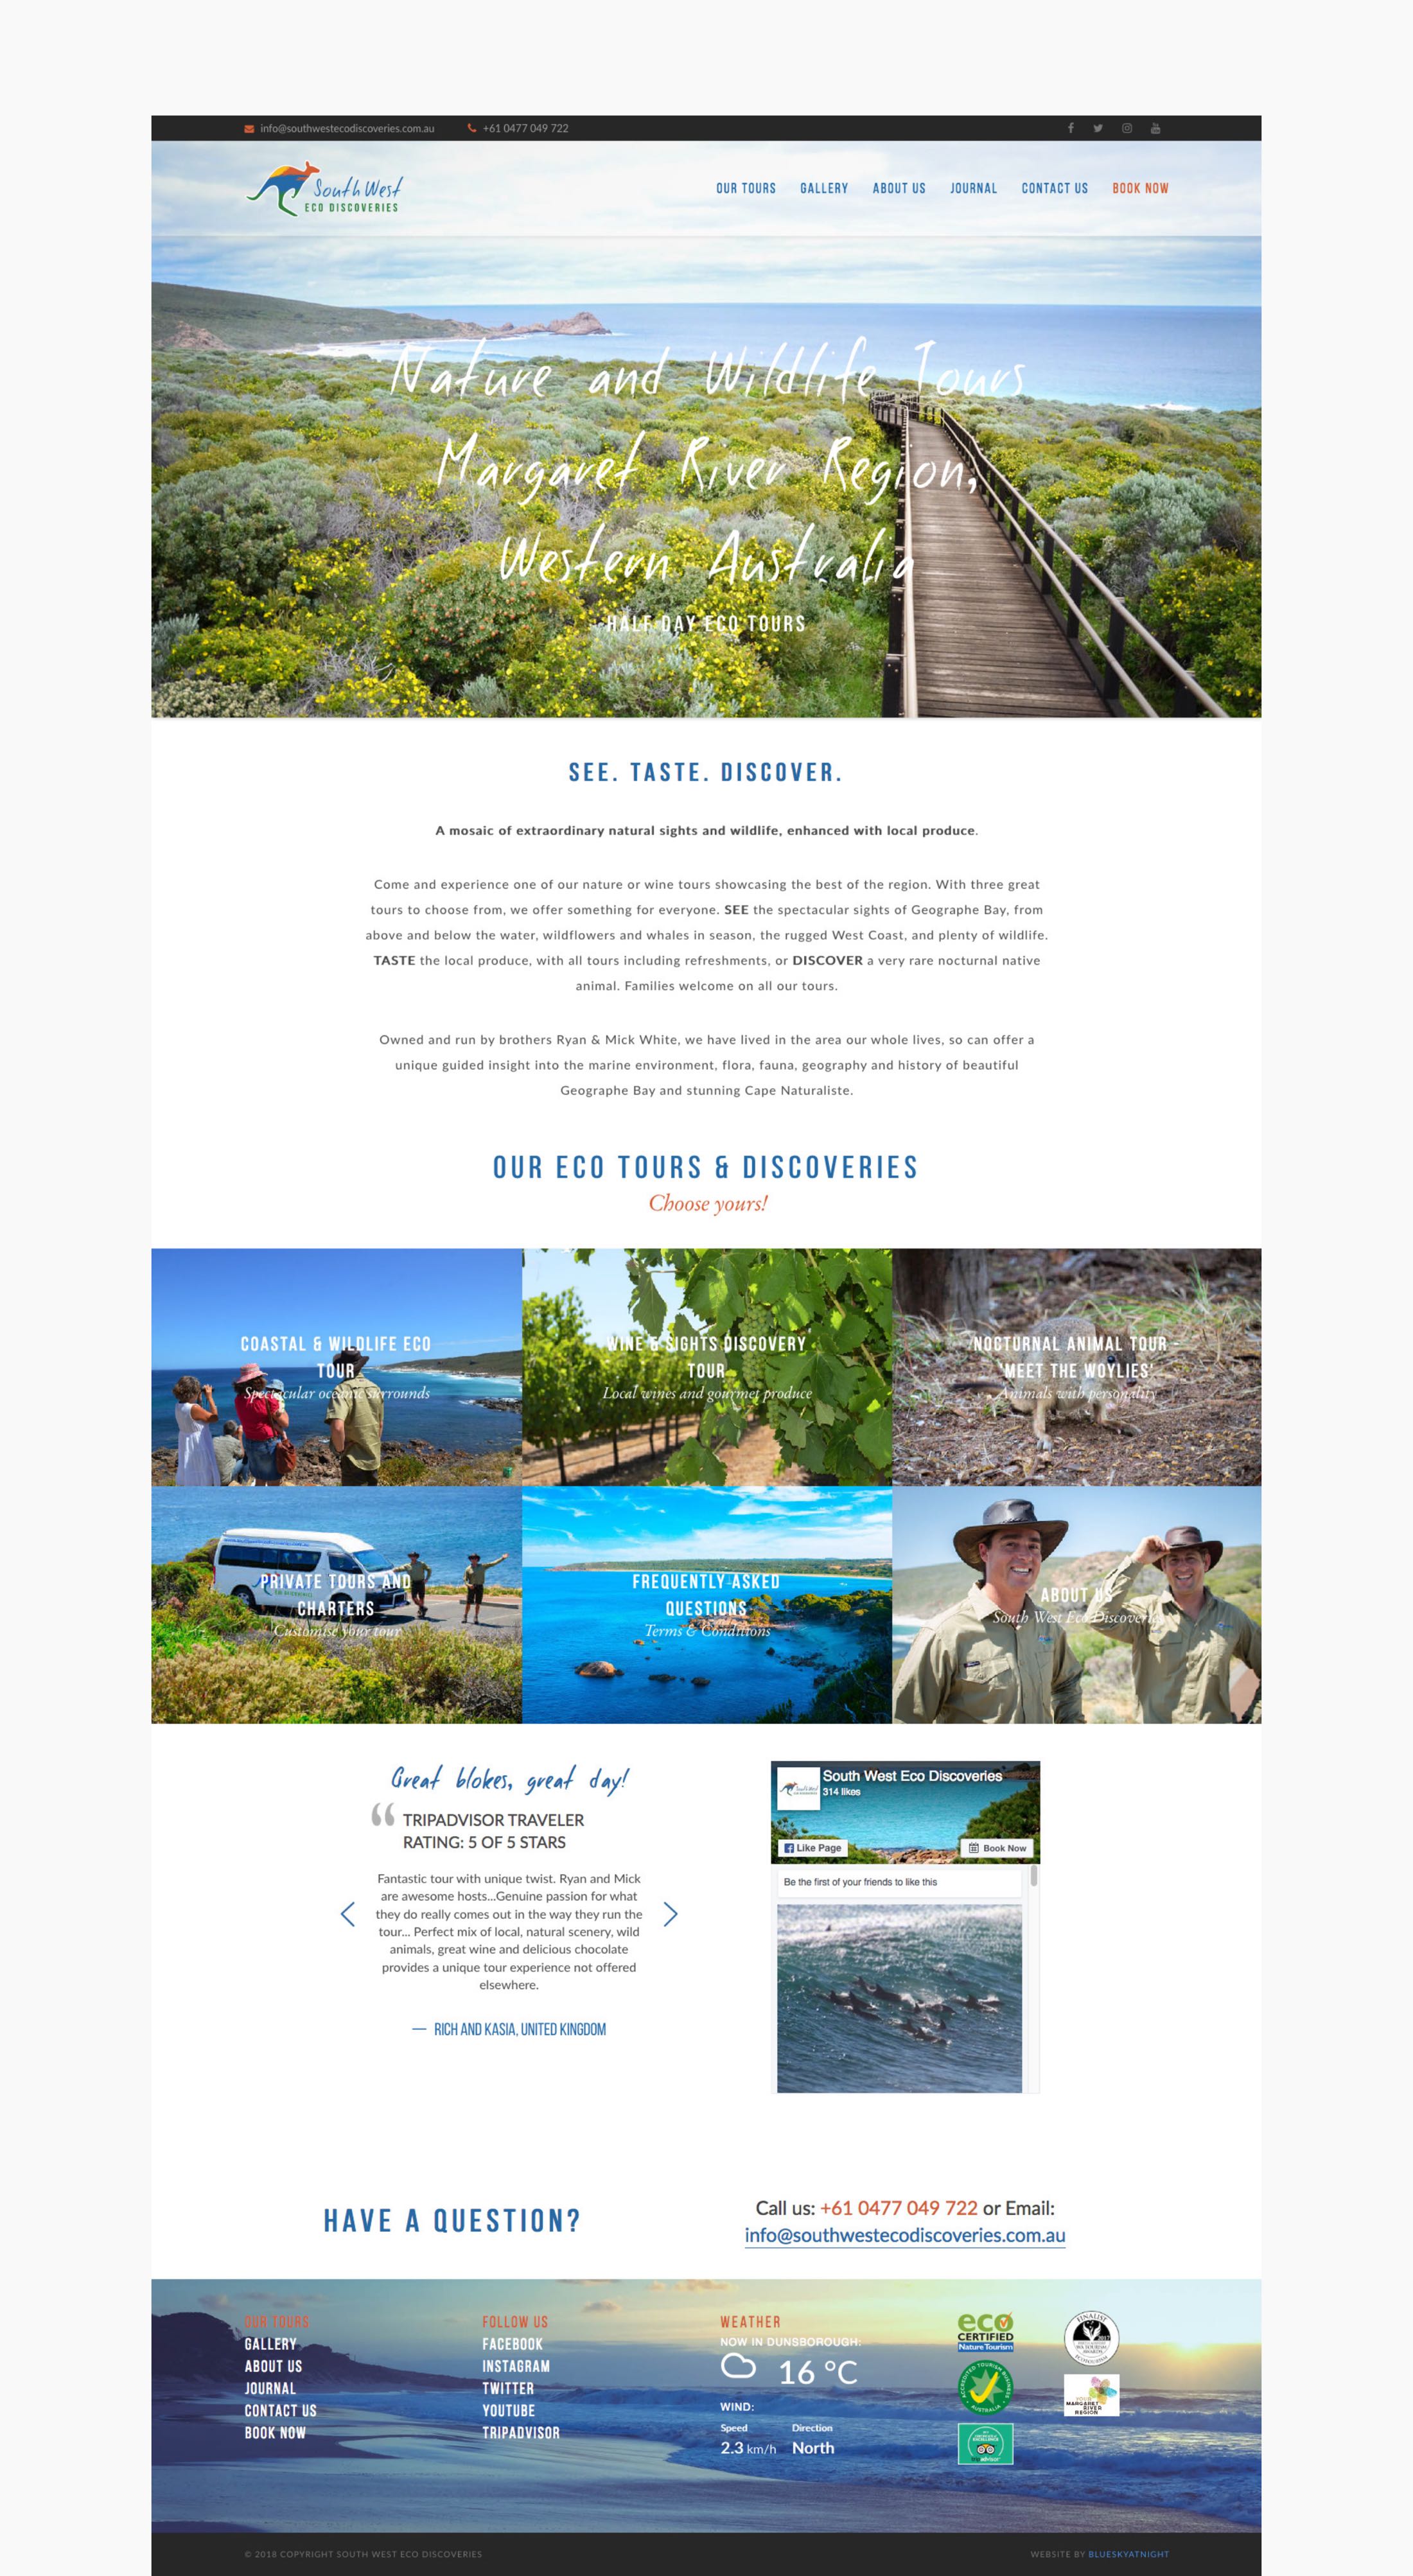 info@southwestecodiscoveries.com.au +61 0477 049 722
South West
ECO DISCOVERIES
OUR TOURS GALLERY ABOUT US JOURNAL CONTACT US BOOK NOW
Nature and Wildlife Tours
Margaret River Region,
Western Australia
HALF DAY ECO TOURS
SEE. TASTE. DISCOVER.
A mosaic of extraordinary natural sights and wildlife, enhanced with local produce.
Come and experience one of our nature or wine tours showcasing the best of the region. With three great
tours to choose from, we offer something for everyone. SEE the spectacular sights of Geographe Bay, from
above and below the water, wildflowers and whales in season, the rugged West Coast, and plenty of wildlife.
TASTE the local produce, with all tours including refreshments, or DISCOVER a very rare nocturnal native
animal. Families welcome on all our tours.
Owned and run by brothers Ryan & Mick White, we have lived in the area our whole lives, so can offer a
unique guided insight into the marine environment, flora, fauna, geography and history of beautiful
Geographe Bay and stunning Cape Naturaliste.
OUR ECO TOURS & DISCOVERIES
Choose yours!
COASTAL & WILDLIFE ECO
TOUR
Spectacular oceanic surrounds
WINE & SIGHTS DISCOVERY
TOUR
Local wines and gourmet produce
NOCTURNAL ANIMAL TOUR -
'MEET THE WOYLIES'
Animals with personality
PRIVATE TOURS AND
CHARTERS
Customise your tour
FREQUENTLY ASKED
QUESTIONS
Terms & Conditions
ABOUT US
South West Eco Discoveries
Great blokes, great day!
TRIPADVISOR TRAVELER
RATING: 5 OF 5 STARS
Fantastic tour with unique twist. Ryan and Mick
are awesome hosts...Genuine passion for what
they do really comes out in the way they run the
tour... Perfect mix of local, natural scenery, wild
animals, great wine and delicious chocolate
provides a unique tour experience not offered
elsewhere.
— RICH AND KASIA, UNITED KINGDOM
South West Eco Discoveries
314 likes
Like Page Book Now
Be the first of your friends to like this
HAVE A QUESTION?
Call us: +61 0477 049 722 or Email:
info@southwestecodiscoveries.com.au
OUR TOURS
GALLERY
ABOUT US
JOURNAL
CONTACT US
BOOK NOW
FOLLOW US
FACEBOOK
INSTAGRAM
TWITTER
YOUTUBE
TRIPADVISOR
WEATHER
NOW IN DUNSBOROUGH:
16 °C
WIND:
Speed Direction
2.3 km/h North
eco
CERTIFIED
Nature Tourism
FINALIST
ACCREDITED TOURISM BUSINESS
AUSTRALIA
MARGARET
RIVER
REGION
© 2018 COPYRIGHT SOUTH WEST ECO DISCOVERIES
WEBSITE BY BLUESKYATNIGHT